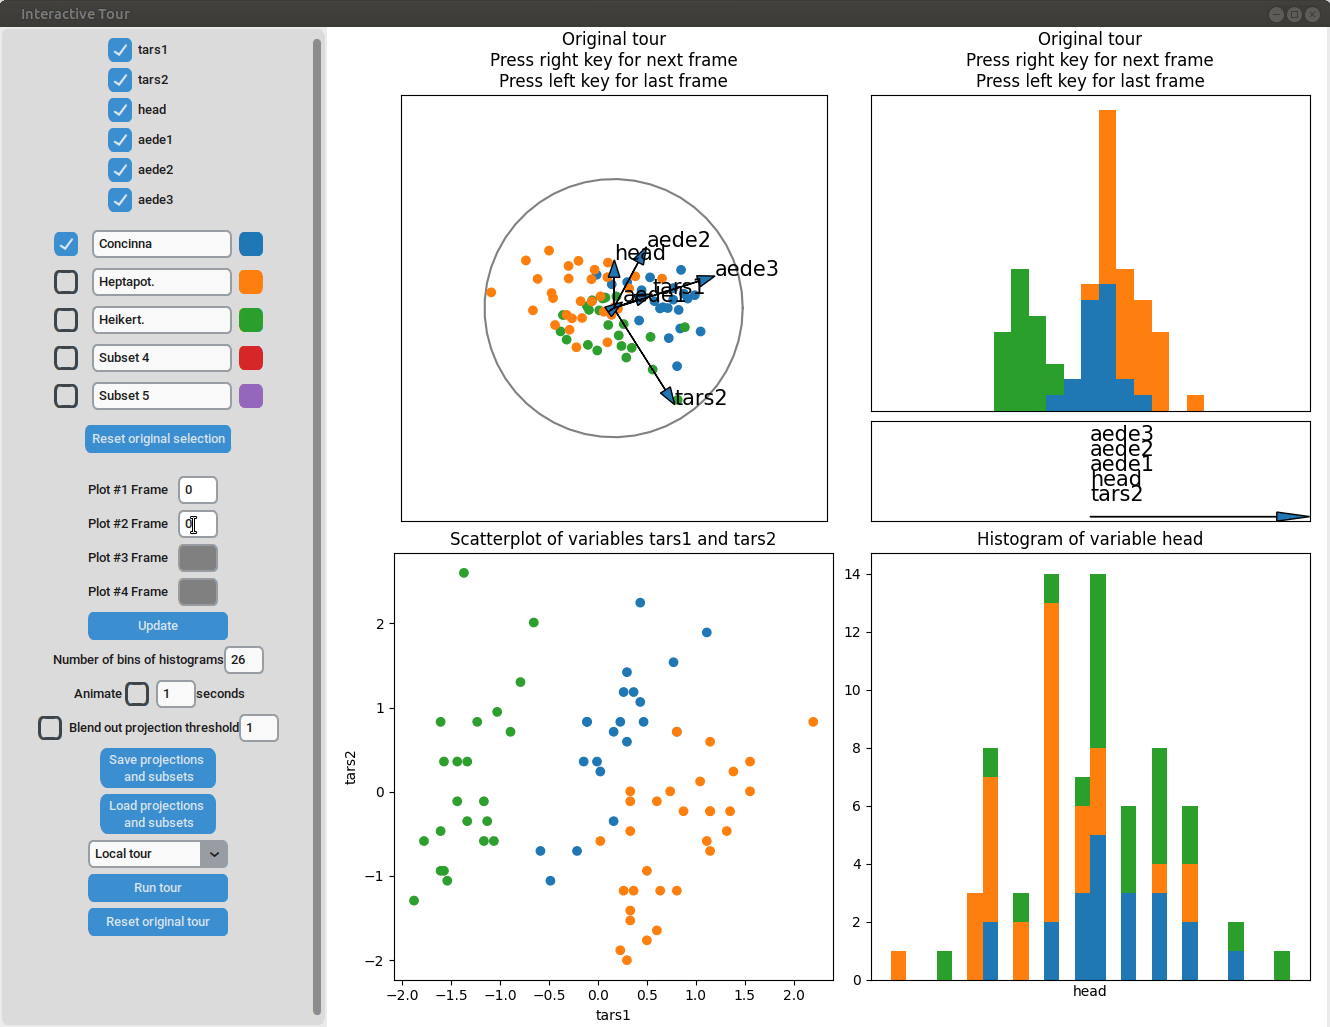 Interactive Tour
tars1
tars2
head
aede1
aede2
aede3
Concinna
Heptapot.
Heikert.
Subset 4
Subset 5
Reset original selection
Plot #1 Frame 0
Plot #2 Frame 0
Plot #3 Frame
Plot #4 Frame
Update
Number of bins of histograms 26
Animate 1 seconds
Blend out projection threshold 1
Save projections
and subsets
Load projections
and subsets
Local tour
Run tour
Reset original tour
Original tour
Press right key for next frame
Press left key for last frame
aede2
head
aede3
tars1
aede1
tars2
Original tour
Press right key for next frame
Press left key for last frame
aede3
aede2
aede1
head
tars2
Scatterplot of variables tars1 and tars2
tars2
2
1
0
−1
−2
−2.0 −1.5 −1.0 −0.5 0.0 0.5 1.0 1.5 2.0
tars1
Histogram of variable head
14
12
10
8
6
4
2
0
head